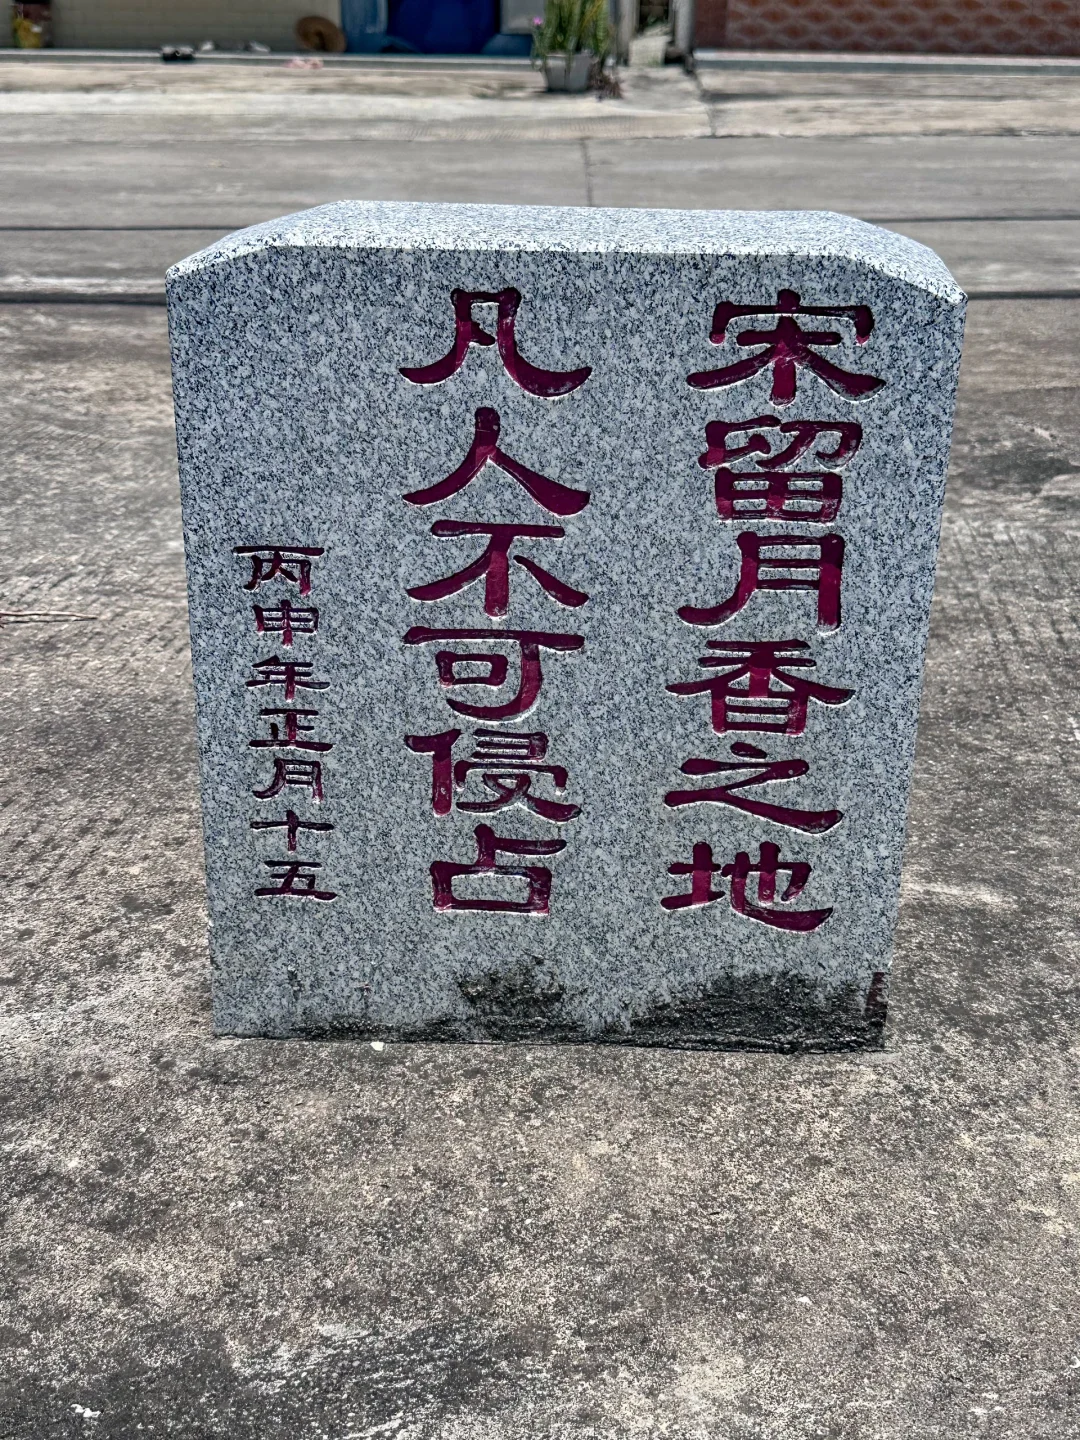 宋留月香之地
凡人不可侵占
丙申年正月十五